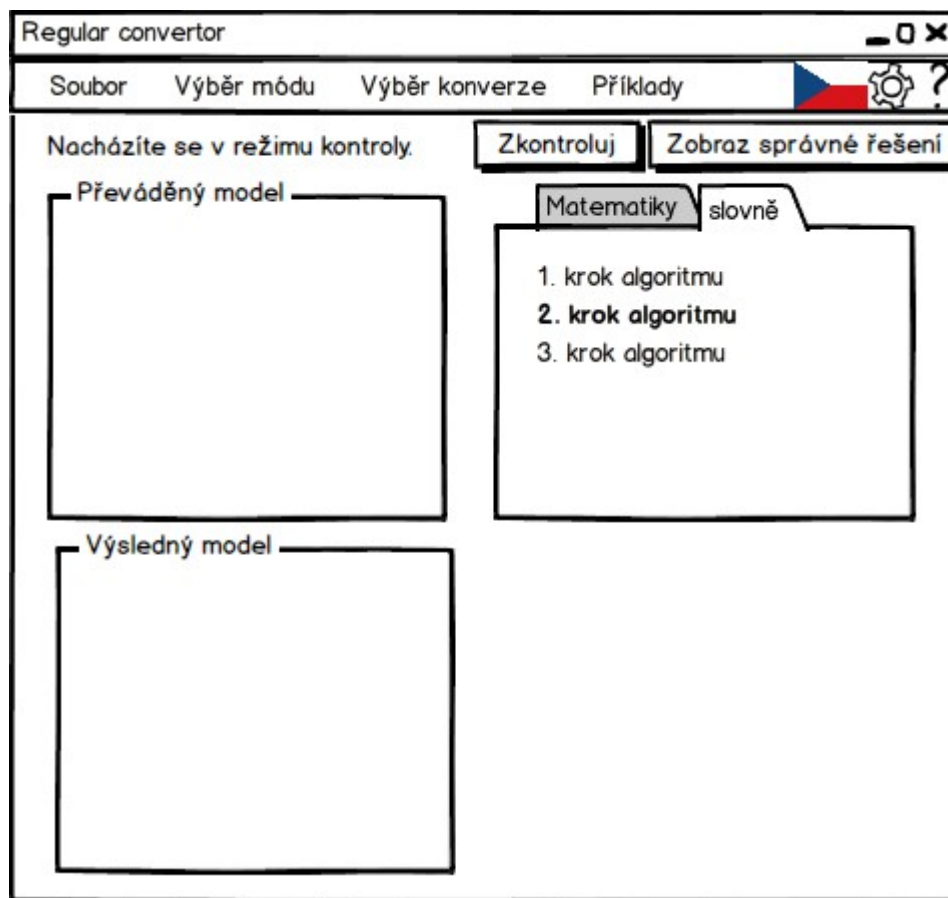 Regular convertor
Soubor Výběr módu Výběr konverze Příklady ?
Nacházíte se v režimu kontroly. Zkontroluj Zobraz správné řešení
Převáděný model
Matematiky slovně
1. krok algoritmu
2. krok algoritmu
3. krok algoritmu
Výsledný model